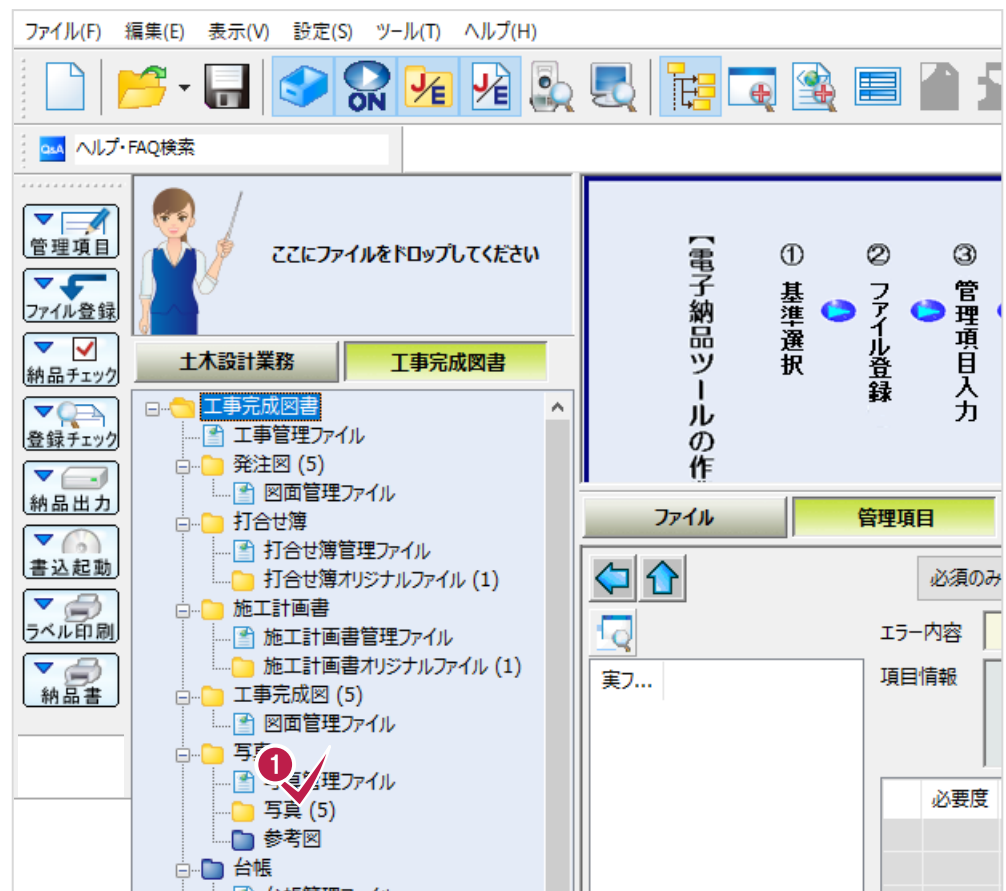 ファイル(F) 編集(E) 表示(V) 設定(S) ツール(T) ヘルプ(H)
ON J/E J/E
Q&A ヘルプ・FAQ検索
管理項目
ファイル登録
納品チェック
登録チェック
納品出力
書込起動
ラベル印刷
納品書
ここにファイルをドロップしてください
土木設計業務 工事完成図書
工事完成図書
工事管理ファイル
発注図 (5)
図面管理ファイル
打合せ簿
打合せ簿管理ファイル
打合せ簿オリジナルファイル (1)
施工計画書
施工計画書管理ファイル
施工計画書オリジナルファイル (1)
工事完成図 (5)
図面管理ファイル
写真
1
写真管理ファイル
写真 (5)
参考図
台帳
【電子納品ツールの作
① 基準選択
② ファイル登録
③ 管理項目入力
ファイル 管理項目
必須のみ
エラー内容
項目情報
実フ...
必要度